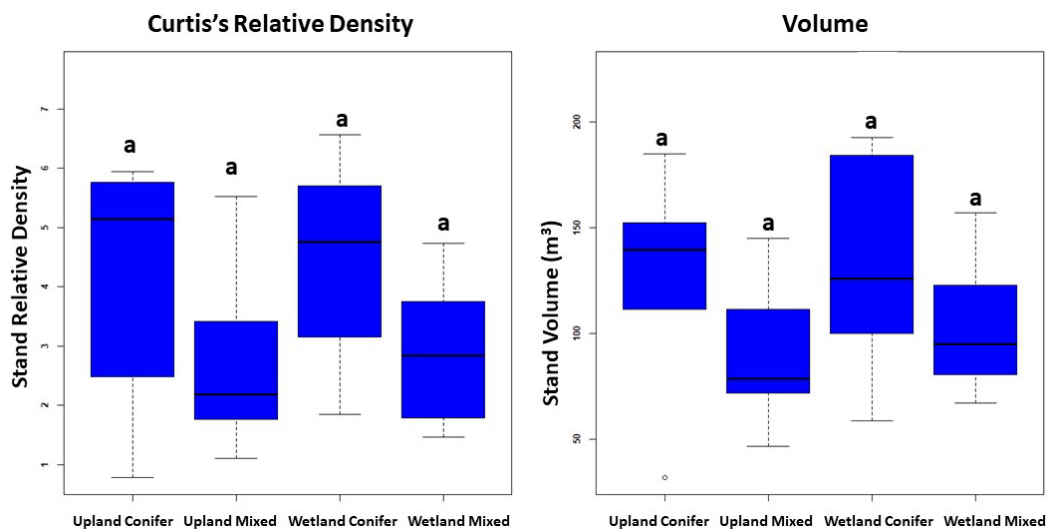 Curtis’s Relative Density
Stand Relative Density
7
6
5
4
3
2
1
a
a
a
a
Upland Conifer
Upland Mixed
Wetland Conifer
Wetland Mixed
Volume
Stand Volume (m³)
200
150
100
50
a
a
a
a
Upland Conifer
Upland Mixed
Wetland Conifer
Wetland Mixed